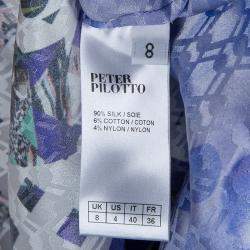 8
PETER
PILOTTO
90% SILK / SOIE
6% COTTON / COTON
4% NYLON / NYLON
UK US IT FR
8 4 40 36